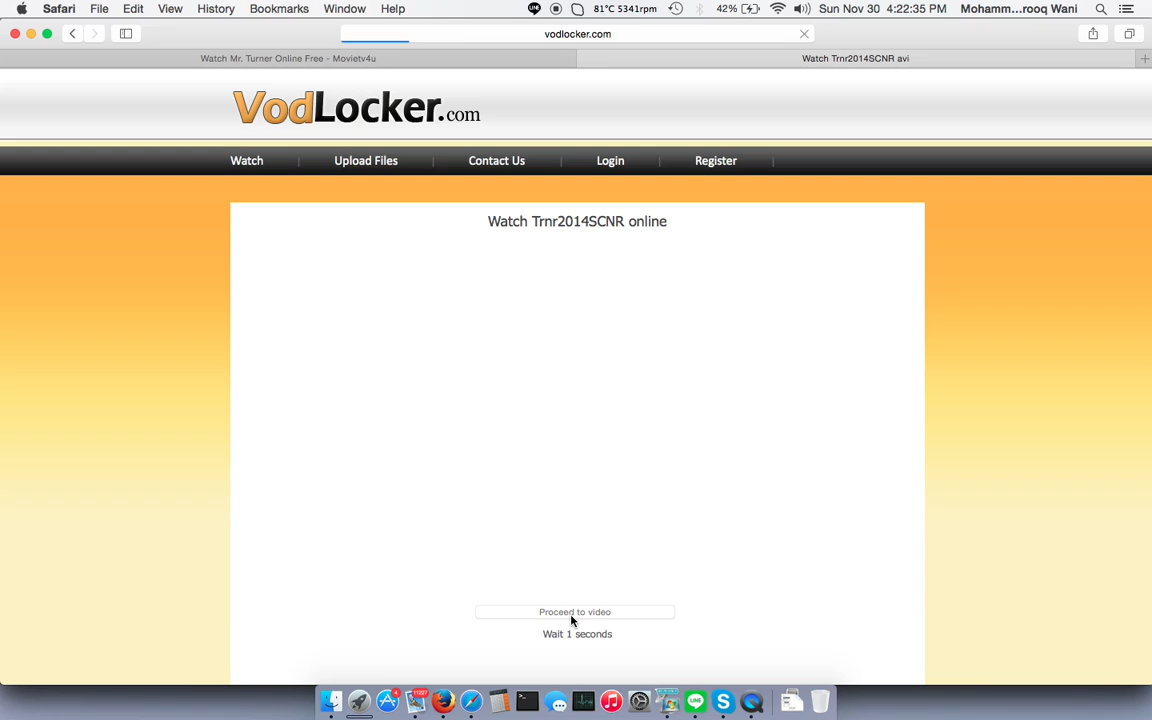 Safari File Edit View History Bookmarks Window Help 81°C 5341rpm 42% Sun Nov 30 4:22:35 PM Mohamm...rooq Wani
vodlocker.com
Watch Mr. Turner Online Free - Movietv4u Watch Trnr2014SCNR avi
VodLocker.com
Watch | Upload Files | Contact Us | Login | Register |
Watch Trnr2014SCNR online
Proceed to video
Wait 1 seconds